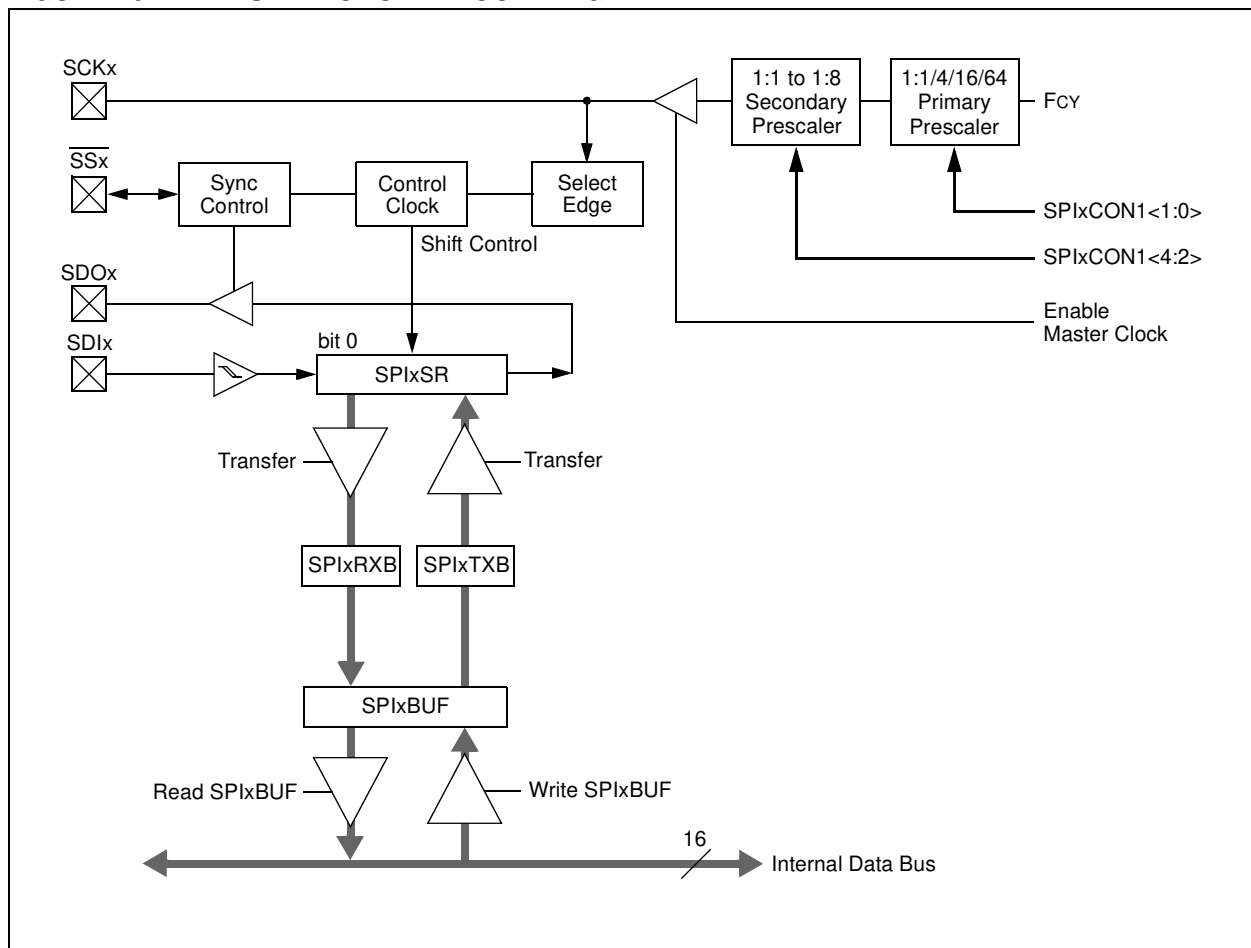 SCKx
1:1 to 1:8
Secondary
Prescaler
1:1/4/16/64
Primary
Prescaler
FCY
SSx
Sync
Control
Control
Clock
Select
Edge
Shift Control
SPIxCON1<1:0>
SPIxCON1<4:2>
SDOx
Enable
Master Clock
SDIx
bit 0
SPIxSR
Transfer
Transfer
SPIxRXB
SPIxTXB
SPIxBUF
Read SPIxBUF
Write SPIxBUF
16
Internal Data Bus